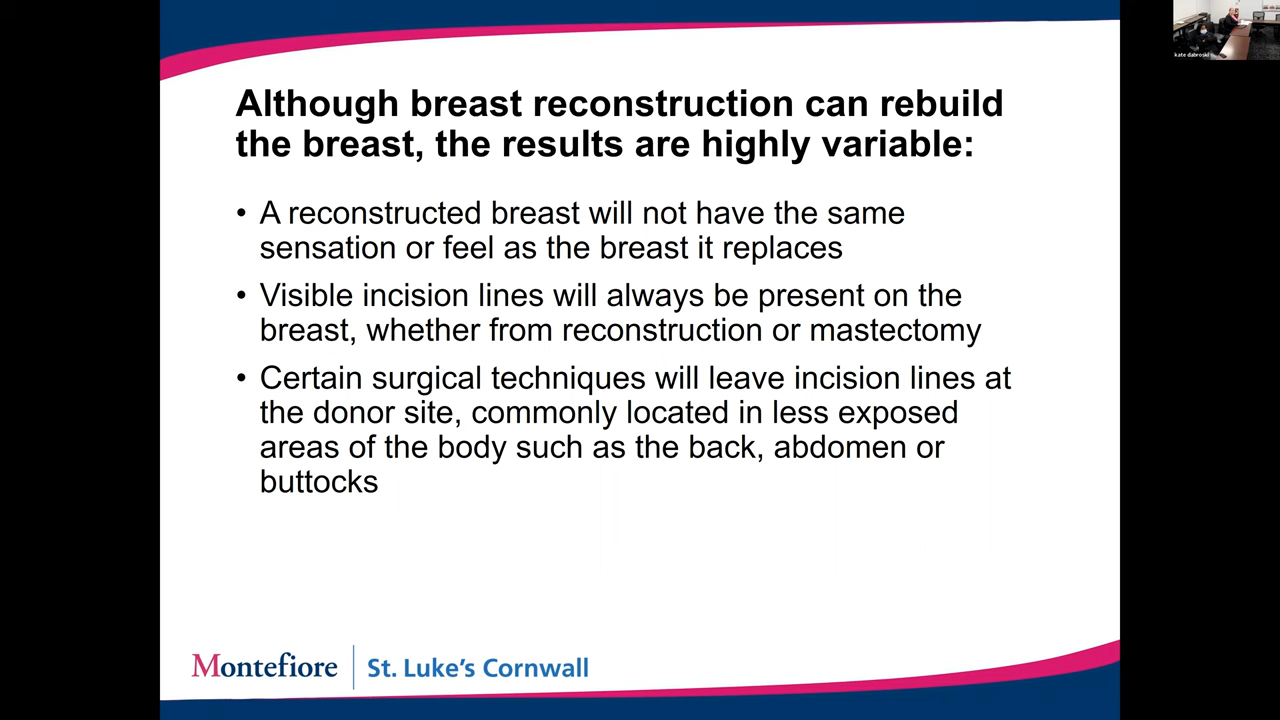 kate dabroski
Although breast reconstruction can rebuild
the breast, the results are highly variable:
• A reconstructed breast will not have the same
sensation or feel as the breast it replaces
• Visible incision lines will always be present on the
breast, whether from reconstruction or mastectomy
• Certain surgical techniques will leave incision lines at
the donor site, commonly located in less exposed
areas of the body such as the back, abdomen or
buttocks
Montefiore | St. Luke's Cornwall